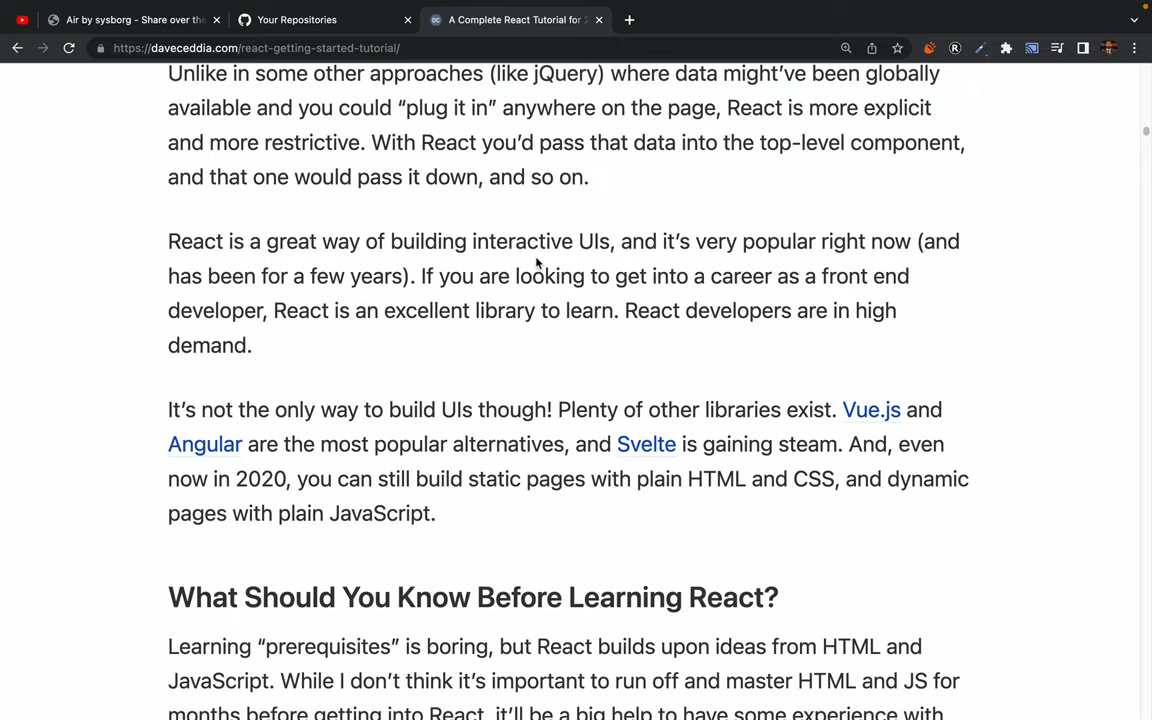 Air by sysborg - Share over the
Your Repositories
A Complete React Tutorial for 2
https://daveceddia.com/react-getting-started-tutorial/
Unlike in some other approaches (like jQuery) where data might’ve been globally
available and you could “plug it in” anywhere on the page, React is more explicit
and more restrictive. With React you’d pass that data into the top-level component,
and that one would pass it down, and so on.
React is a great way of building interactive UIs, and it’s very popular right now (and
has been for a few years). If you are looking to get into a career as a front end
developer, React is an excellent library to learn. React developers are in high
demand.
It’s not the only way to build UIs though! Plenty of other libraries exist. Vue.js and
Angular are the most popular alternatives, and Svelte is gaining steam. And, even
now in 2020, you can still build static pages with plain HTML and CSS, and dynamic
pages with plain JavaScript.
What Should You Know Before Learning React?
Learning “prerequisites” is boring, but React builds upon ideas from HTML and
JavaScript. While I don’t think it’s important to run off and master HTML and JS for
months before getting into React, it’ll be a big help to have some experience with